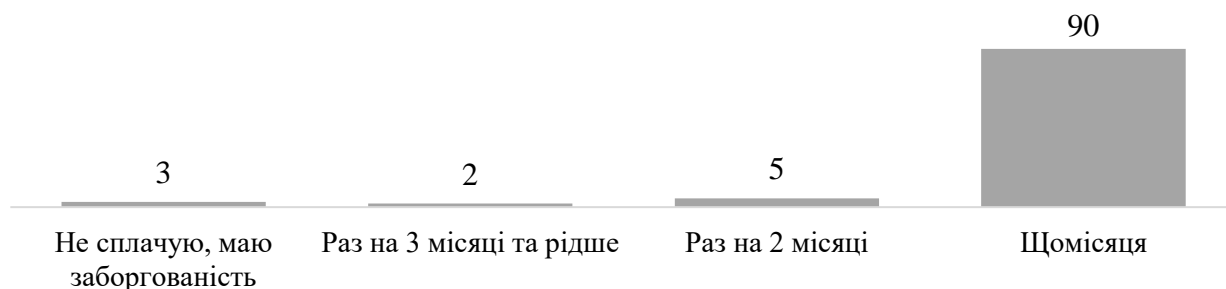 90
3
2
5
Не сплачую, маю
заборгованість
Раз на 3 місяці та рідше
Раз на 2 місяці
Щомісяця